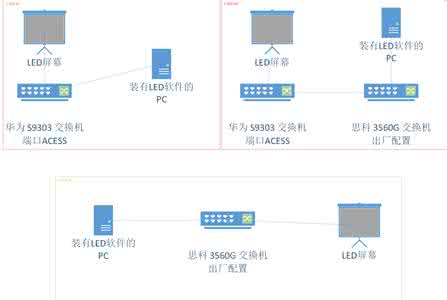 LED屏幕
装有LED软件的
PC
华为 S9303 交换机
端口ACESS
装有LED软件的
PC
LED屏幕
华为 S9303 交换机
端口ACESS
思科 3560G 交换机
出厂配置
装有LED软件的
PC
思科 3560G 交换机
出厂配置
LED屏幕